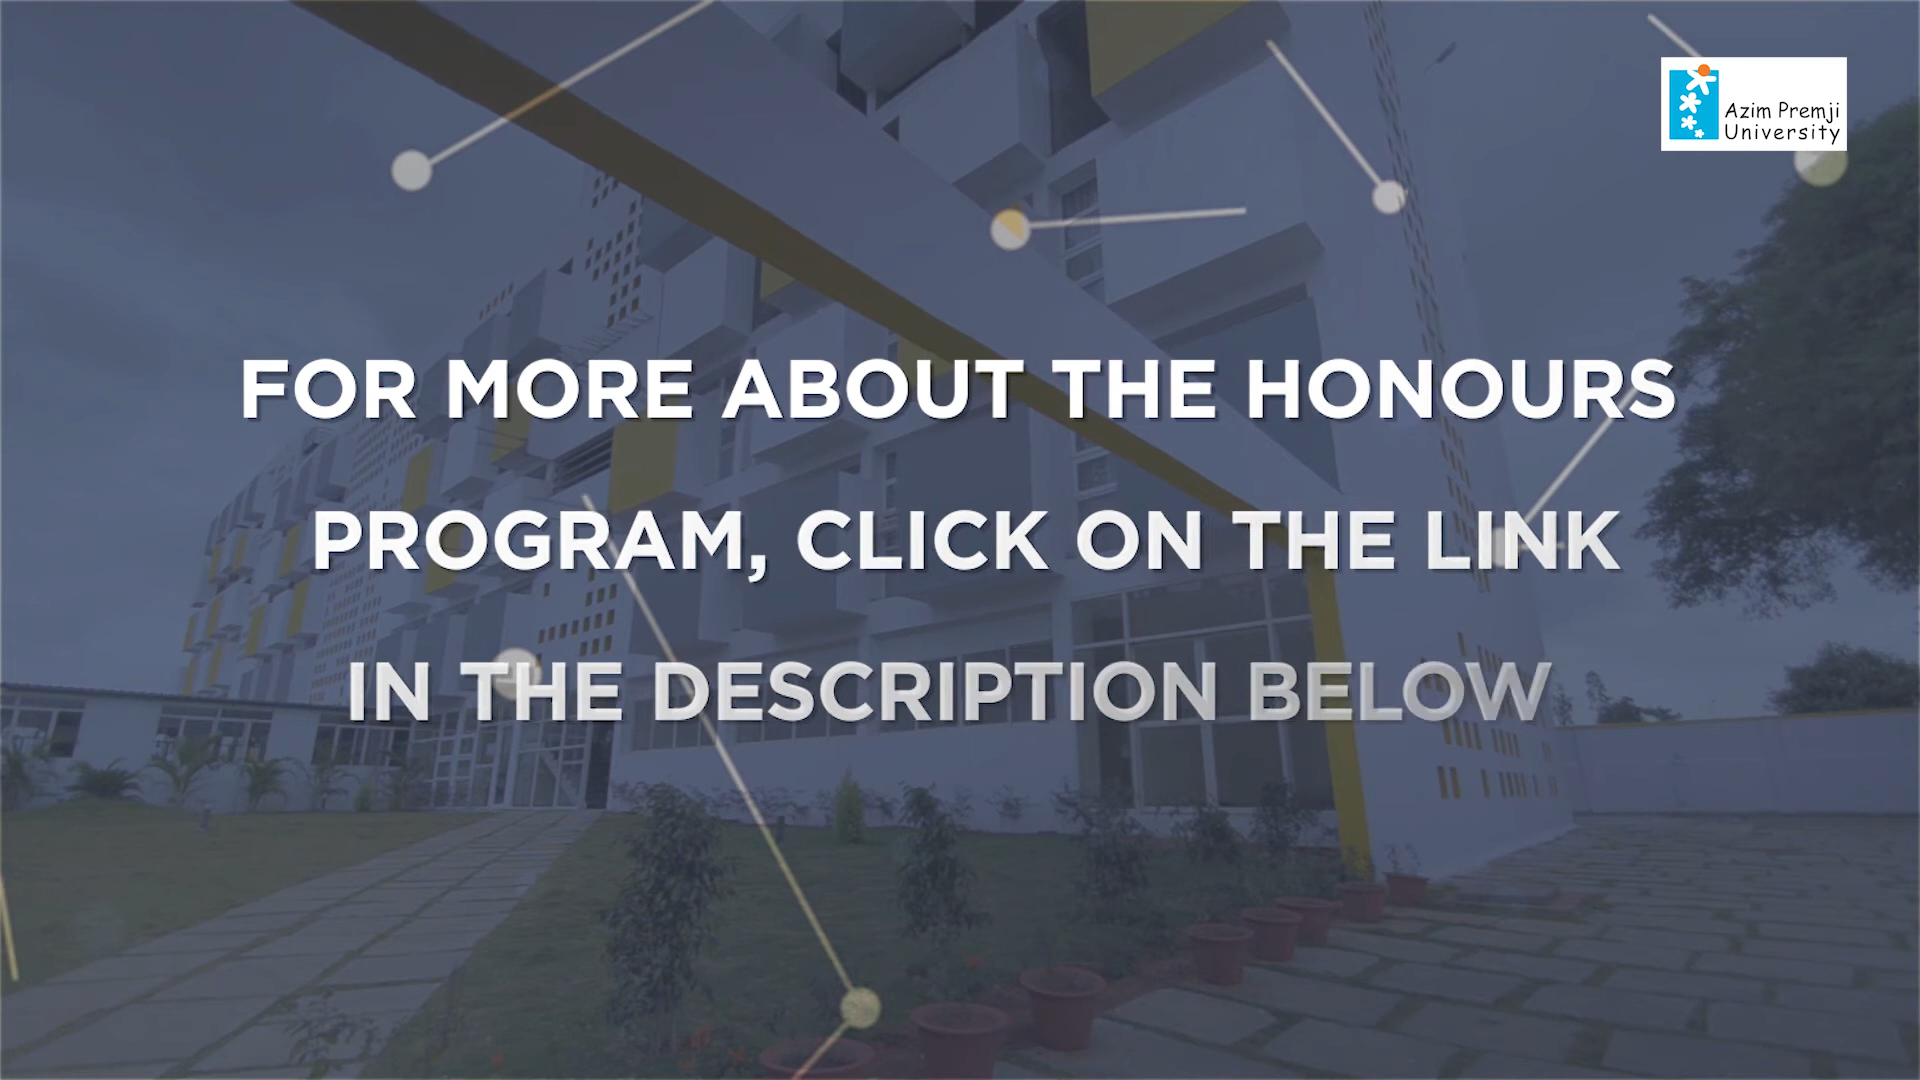 Azim Premji
University
FOR MORE ABOUT THE HONOURS
PROGRAM, CLICK ON THE LINK
IN THE DESCRIPTION BELOW